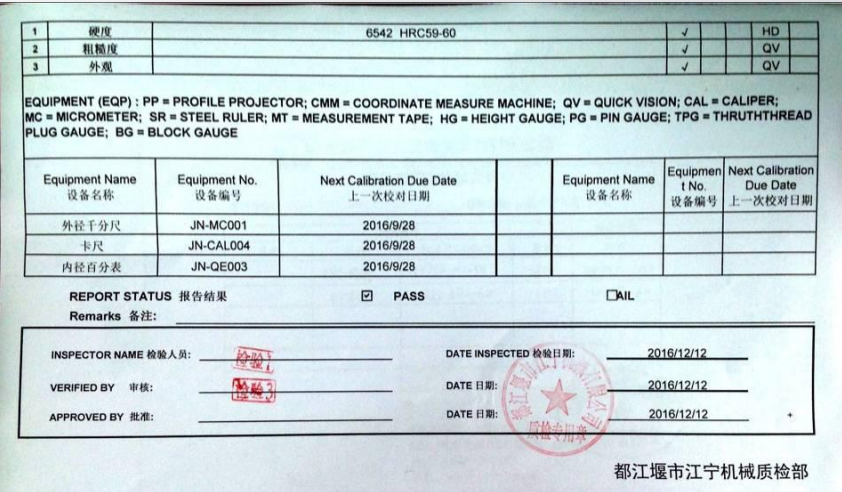 1 硬度 6542 HRC59-60 √ HD
2 粗糙度 QV
3 外观 √ QV
EQUIPMENT (EQP) : PP = PROFILE PROJECTOR; CMM = COORDINATE MEASURE MACHINE; QV = QUICK VISION; CAL = CALIPER;
MC = MICROMETER; SR = STEEL RULER; MT = MEASUREMENT TAPE; HG = HEIGHT GAUGE; PG = PIN GAUGE; TPG = THRUTHTHREAD
PLUG GAUGE; BG = BLOCK GAUGE
Equipment Name Equipment No. Next Calibration Due Date Equipment Name Equipmen Next Calibration
t No. Due Date
设备名称 设备编号 上一次校对日期 设备名称 设备编号 上一次校对日期
外径千分尺 JN-MC001 2016/9/28
卡尺 JN-CAL004 2016/9/28
内径百分表 JN-QE003 2016/9/28
REPORT STATUS 报告结果 ☑ PASS ☐AIL
Remarks 备注:
INSPECTOR NAME 检验人员: 检验1 DATE INSPECTED 检验日期: 2016/12/12
VERIFIED BY 审核: 检验3 DATE 日期: 2016/12/12
APPROVED BY 批准: DATE 日期: 2016/12/12 +
质检专用章
都江堰市江宁机械质检部